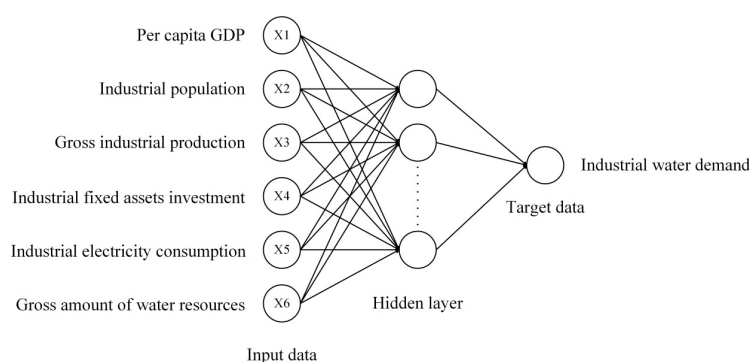 Per capita GDP X1
Industrial population X2
Gross industrial production X3
Industrial fixed assets investment X4
Industrial electricity consumption X5
Gross amount of water resources X6
Input data
Hidden layer
Industrial water demand
Target data